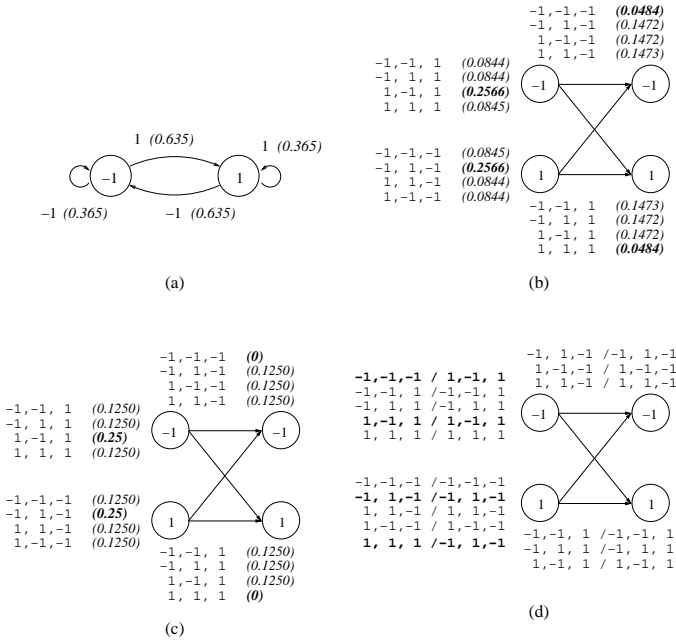 1 (0.635)
1 (0.365)
−1
1
−1 (0.365)
−1 (0.635)
(a)
-1,-1,-1 (0.0484)
-1, 1,-1 (0.1472)
1,-1,-1 (0.1472)
1, 1,-1 (0.1473)
-1,-1, 1 (0.0844)
-1, 1, 1 (0.0844)
1,-1, 1 (0.2566)
1, 1, 1 (0.0845)
−1
−1
-1,-1,-1 (0.0845)
-1, 1,-1 (0.2566)
1, 1,-1 (0.0844)
1,-1,-1 (0.0844)
1
1
-1,-1, 1 (0.1473)
-1, 1, 1 (0.1472)
1,-1, 1 (0.1472)
1, 1, 1 (0.0484)
(b)
-1,-1,-1 (0)
-1, 1,-1 (0.1250)
1,-1,-1 (0.1250)
1, 1,-1 (0.1250)
-1,-1, 1 (0.1250)
-1, 1, 1 (0.1250)
1,-1, 1 (0.25)
1, 1, 1 (0.1250)
−1
−1
-1,-1,-1 (0.1250)
-1, 1,-1 (0.25)
1, 1,-1 (0.1250)
1,-1,-1 (0.1250)
1
1
-1,-1, 1 (0.1250)
-1, 1, 1 (0.1250)
1,-1, 1 (0.1250)
1, 1, 1 (0)
(c)
-1, 1,-1 /-1, 1,-1
1,-1,-1 / 1,-1,-1
1, 1,-1 / 1, 1,-1
-1,-1,-1 / 1,-1, 1
-1,-1, 1 /-1,-1, 1
-1, 1, 1 /-1, 1, 1
1,-1, 1 / 1,-1, 1
1, 1, 1 / 1, 1, 1
−1
−1
-1,-1,-1 /-1,-1,-1
-1, 1,-1 /-1, 1,-1
1, 1,-1 / 1, 1,-1
1,-1,-1 / 1,-1,-1
1, 1, 1 /-1, 1,-1
1
1
-1,-1, 1 /-1,-1, 1
-1, 1, 1 /-1, 1, 1
1,-1, 1 / 1,-1, 1
(d)